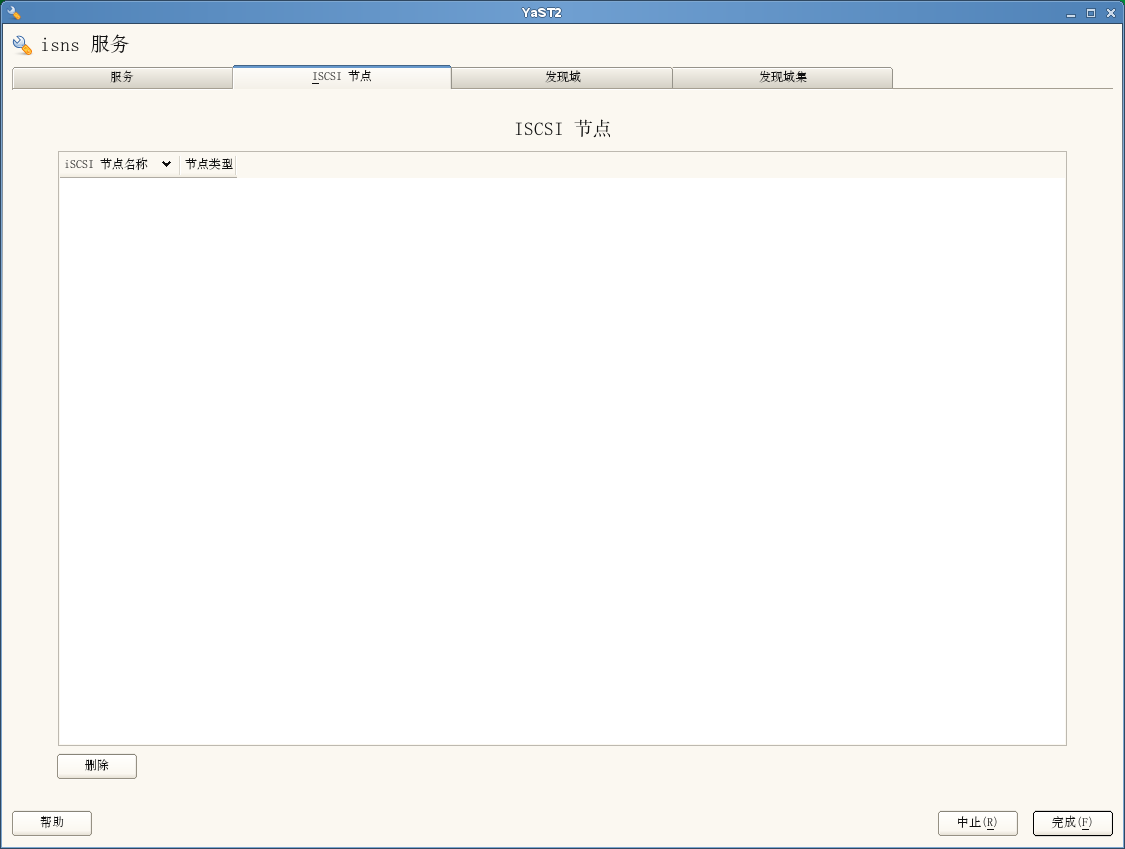 YaST2
isns 服务
服务 ISCSI 节点 发现域 发现域集
ISCSI 节点
iSCSI 节点名称 节点类型
删除
帮助 中止(R) 完成(F)